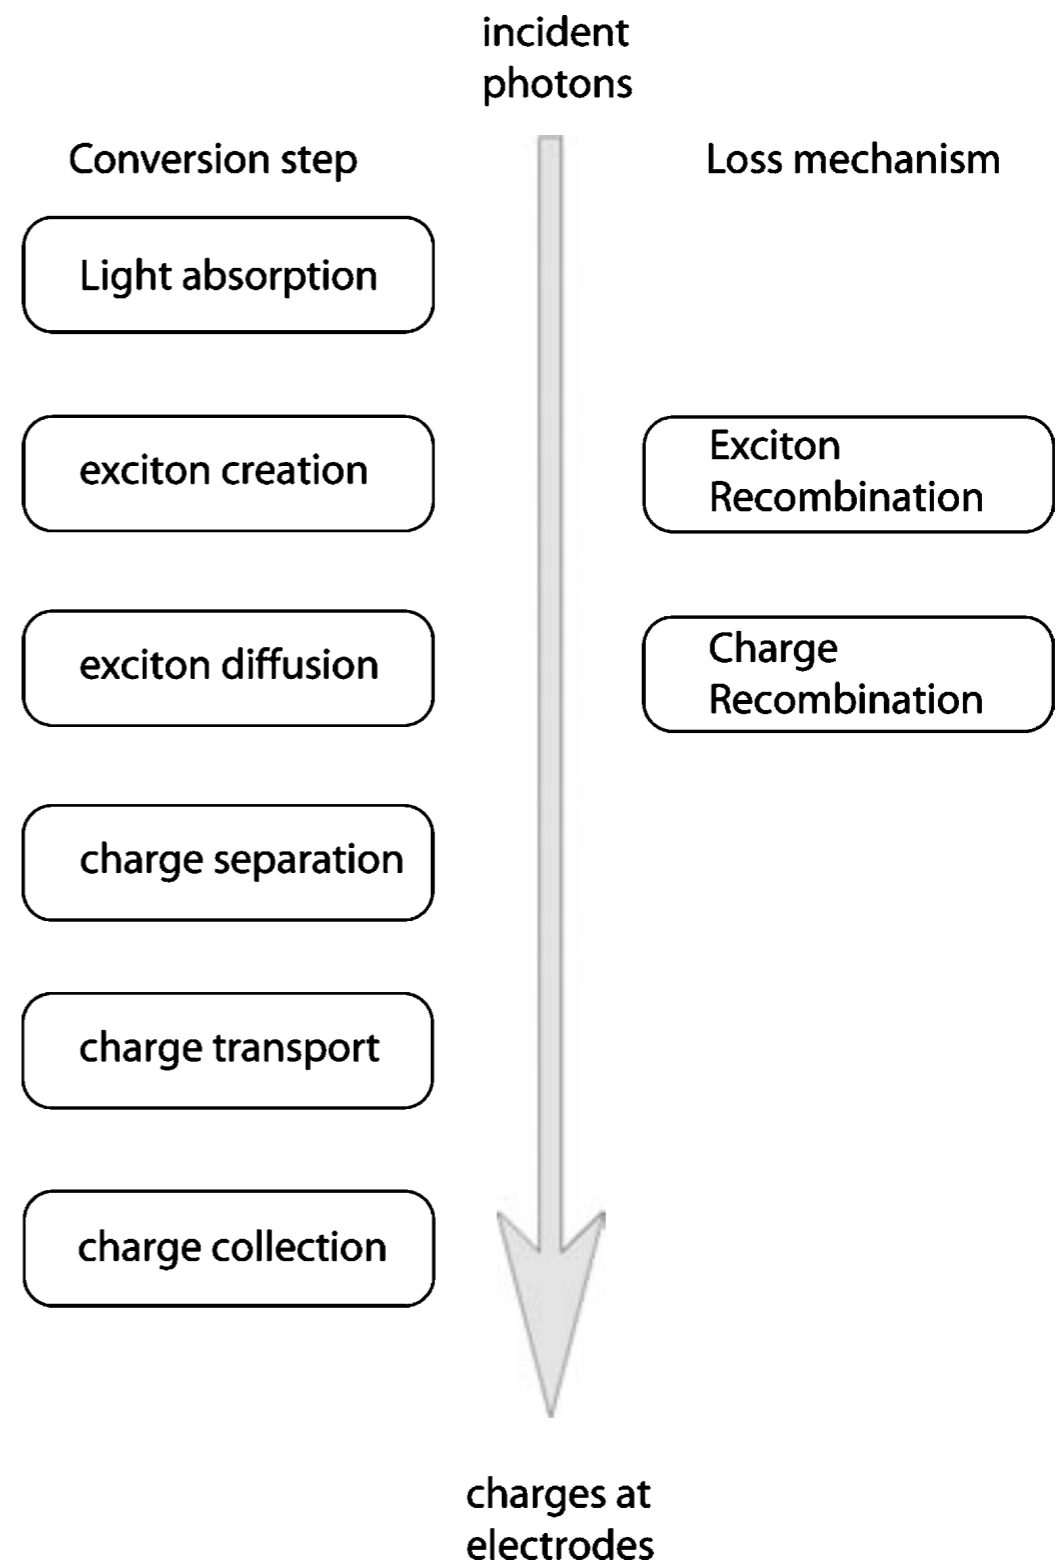 incident
photons
Conversion step
Loss mechanism
Light absorption
exciton creation
Exciton
Recombination
exciton diffusion
Charge
Recombination
charge separation
charge transport
charge collection
charges at
electrodes